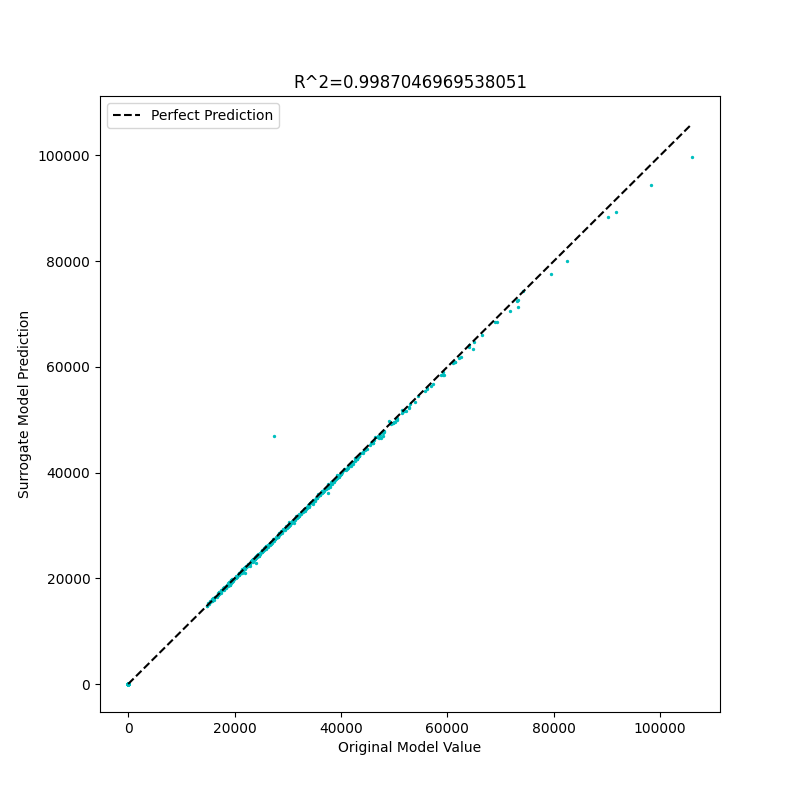 R^2=0.9987046969538051
Perfect Prediction
100000
80000
60000
40000
20000
0
Surrogate Model Prediction
0 20000 40000 60000 80000 100000
Original Model Value